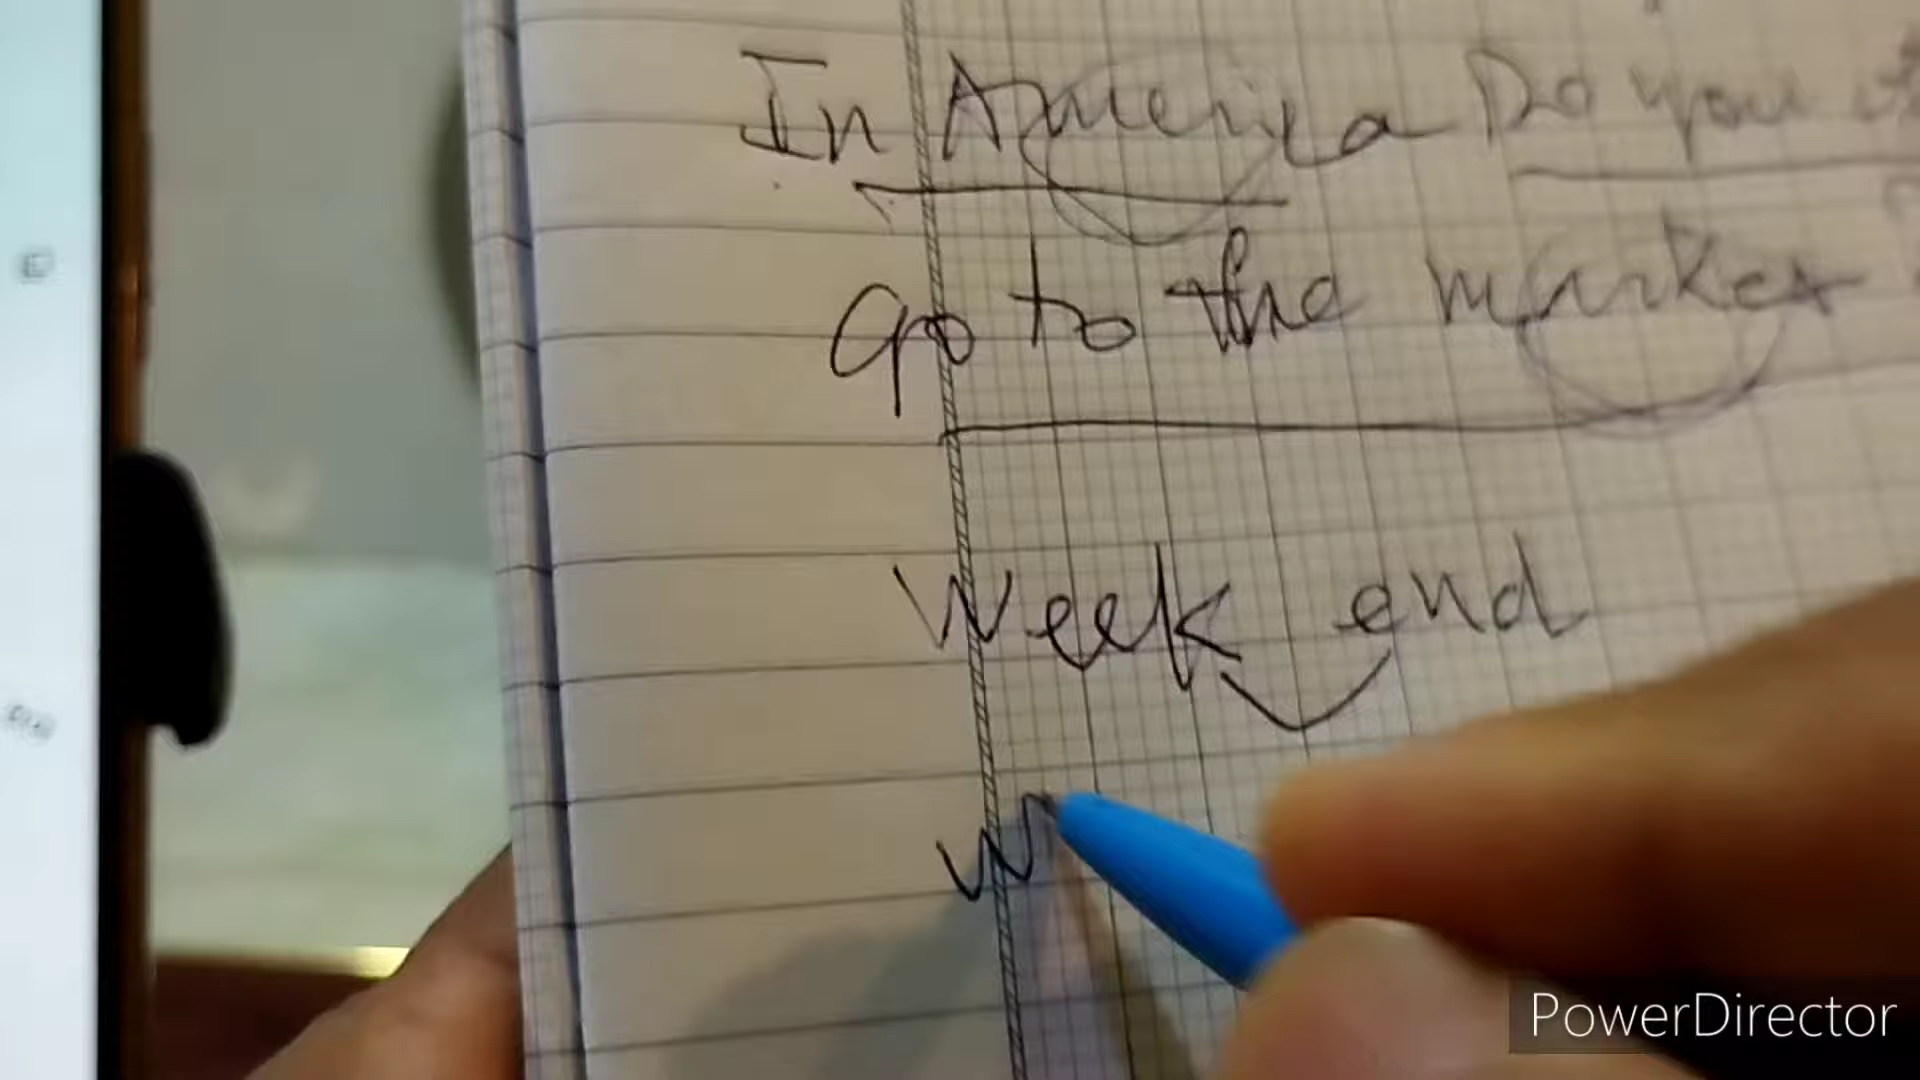 In America Do you
go to the market
Week end
W
PowerDirector